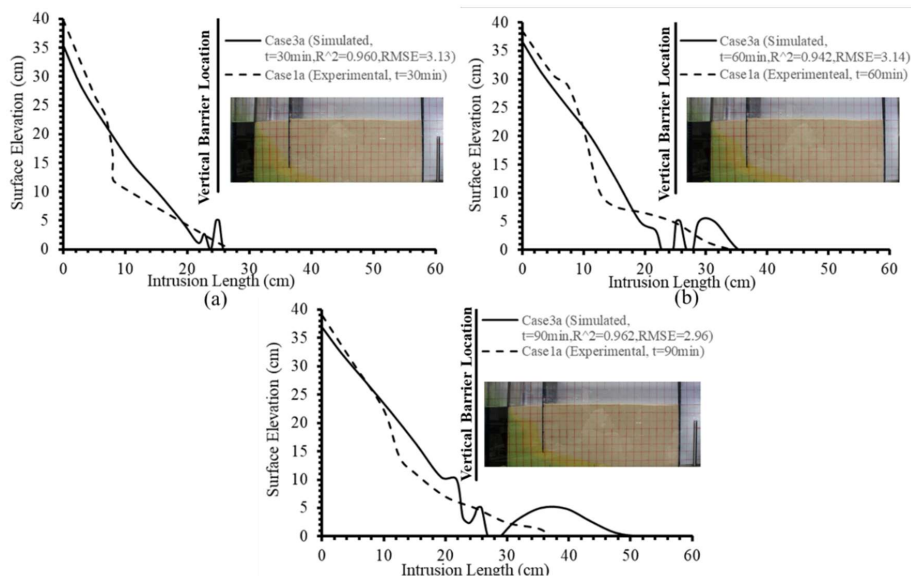 40
35
30
25
20
15
10
5
0
Surface Elevation (cm)
Vertical Barrier Location
Case3a (Simulated,
t=30min,R^2=0.960,RMSE=3.13)
Case1a (Experimental, t=30min)
0 10 20 30 40 50 60
Intrusion Length (cm)
(a)
40
35
30
25
20
15
10
5
0
Surface Elevation (cm)
Vertical Barrier Location
Case3a (Simulated,
t=60min,R^2=0.942,RMSE=3.14)
Case1a (Experimenteal, t=60min)
0 10 20 30 40 50 60
Intrusion Length (cm)
(b)
40
35
30
25
20
15
10
5
0
Surface Elevation (cm)
Vertical Barrier Location
Case3a (Simulated,
t=90min,R^2=0.962,RMSE=2.96)
Case1a (Experimental, t=90min)
0 10 20 30 40 50 60
Intrusion Length (cm)